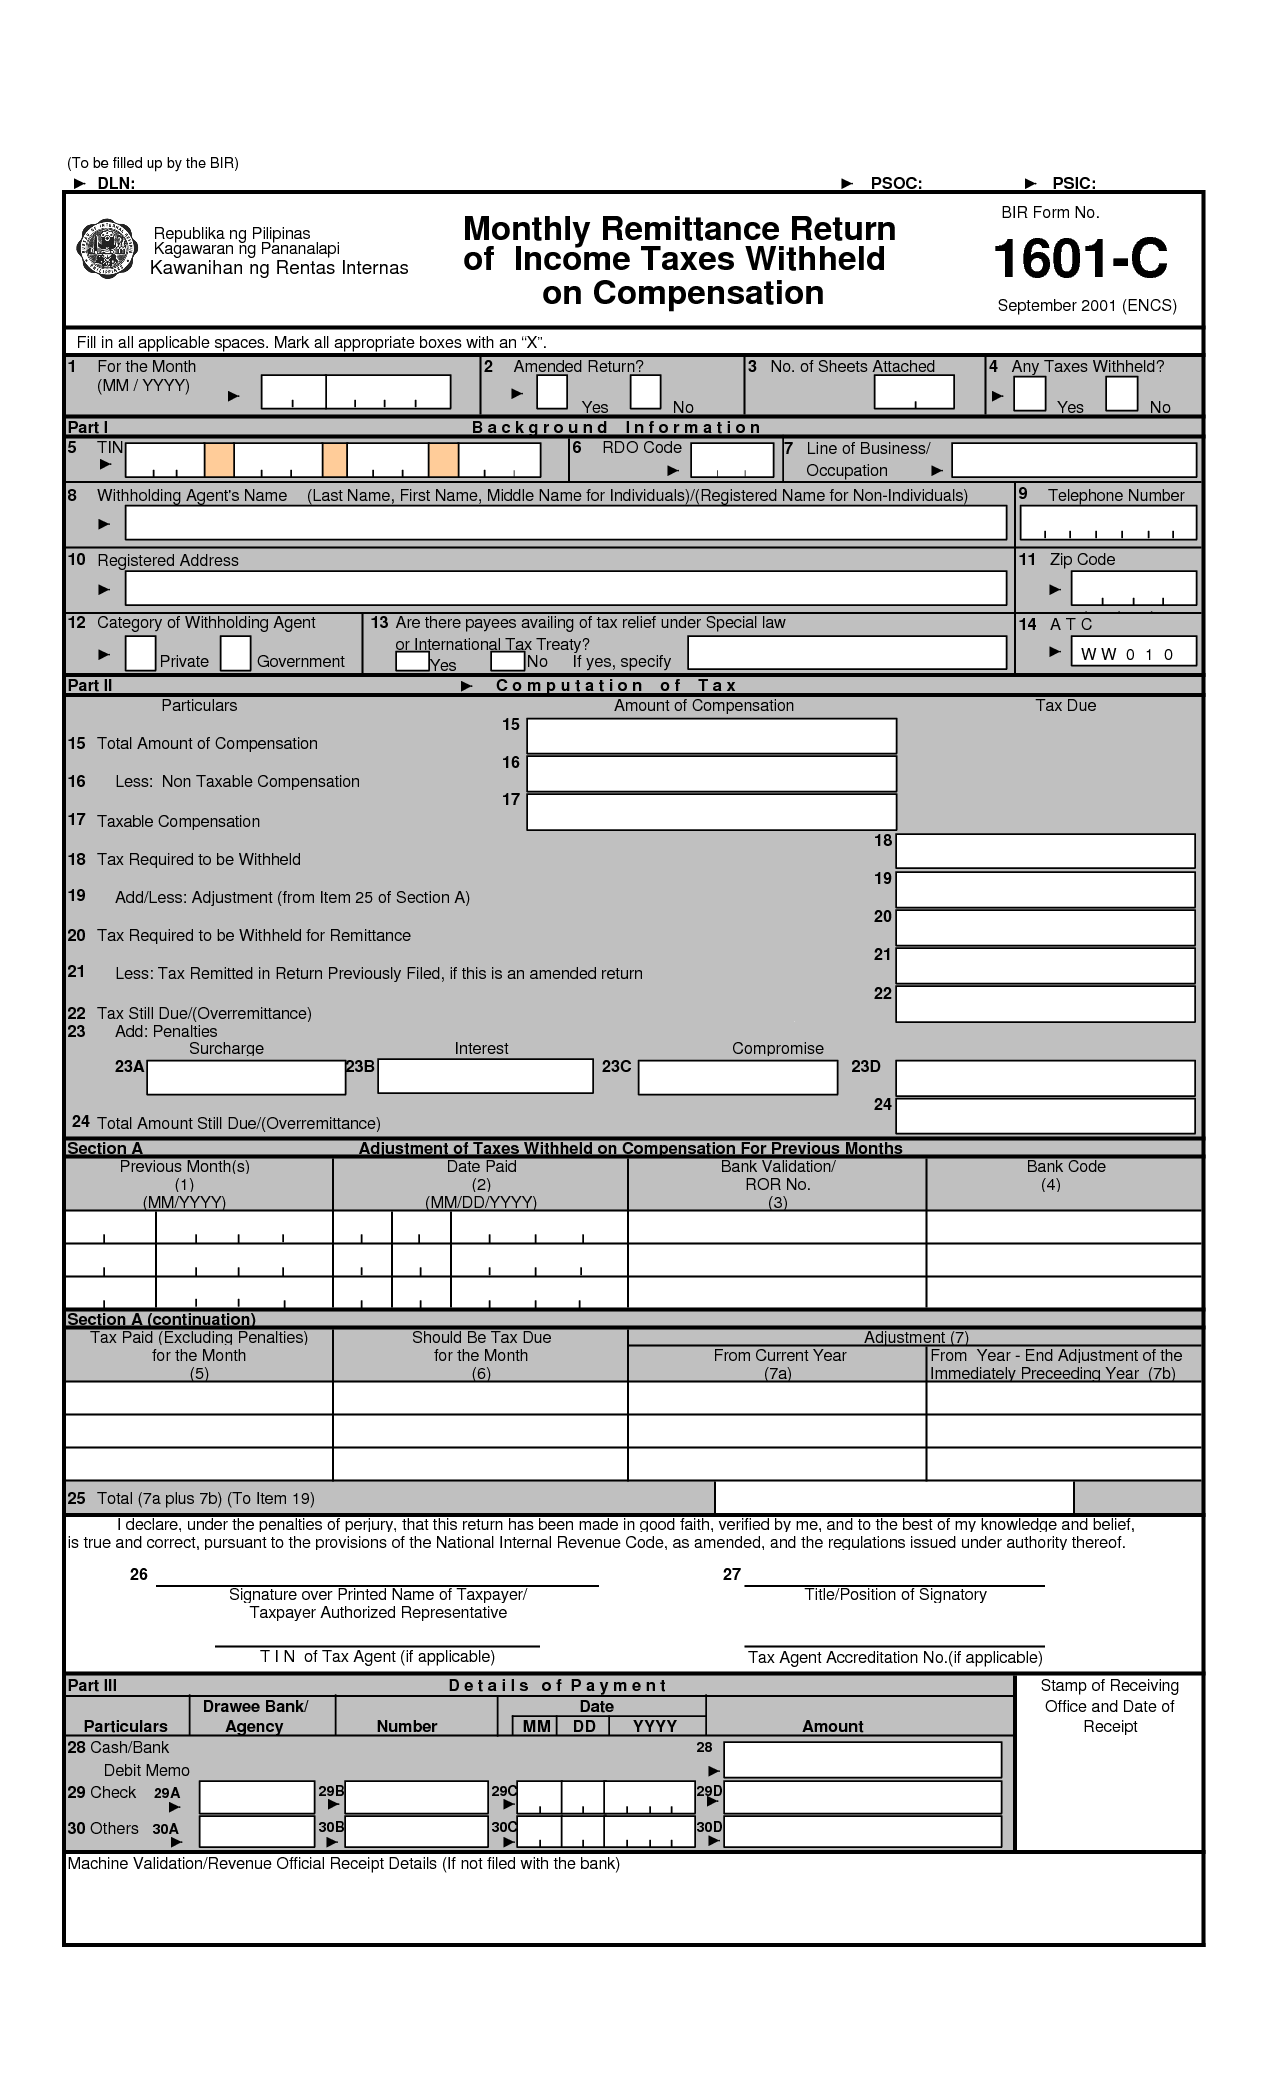 (To be filled up by the BIR)
DLN: PSOC: PSIC:
Republika ng Pilipinas
Kagawaran ng Pananalapi
Kawanihan ng Rentas Internas
Monthly Remittance Return
of Income Taxes Withheld
on Compensation
BIR Form No.
1601-C
September 2001 (ENCS)
Fill in all applicable spaces. Mark all appropriate boxes with an “X”.
1 For the Month
(MM / YYYY)
2 Amended Return?
Yes No
3 No. of Sheets Attached
4 Any Taxes Withheld?
Yes No
Part I Background Information
5 TIN
6 RDO Code
7 Line of Business/
Occupation
8 Withholding Agent's Name (Last Name, First Name, Middle Name for Individuals)/(Registered Name for Non-Individuals)
9 Telephone Number
10 Registered Address
11 Zip Code
12 Category of Withholding Agent
Private Government
13 Are there payees availing of tax relief under Special law
or International Tax Treaty?
Yes No If yes, specify
14 A T C
W W 0 1 0
Part II Computation of Tax
Particulars Amount of Compensation Tax Due
15 Total Amount of Compensation 15
16 Less: Non Taxable Compensation 16
17 Taxable Compensation 17
18 Tax Required to be Withheld 18
19 Add/Less: Adjustment (from Item 25 of Section A) 19
20 Tax Required to be Withheld for Remittance 20
21 Less: Tax Remitted in Return Previously Filed, if this is an amended return 21
22 Tax Still Due/(Overremittance) 22
23 Add: Penalties
Surcharge Interest Compromise
23A 23B 23C 23D
24 Total Amount Still Due/(Overremittance) 24
Section A Adjustment of Taxes Withheld on Compensation For Previous Months
Previous Month(s) Date Paid Bank Validation/ Bank Code
(1) (2) ROR No. (4)
(MM/YYYY) (MM/DD/YYYY) (3)
Section A (continuation)
Tax Paid (Excluding Penalties) Should Be Tax Due Adjustment (7)
for the Month for the Month From Current Year From Year - End Adjustment of the
(5) (6) (7a) Immediately Preceeding Year (7b)
25 Total (7a plus 7b) (To Item 19)
I declare, under the penalties of perjury, that this return has been made in good faith, verified by me, and to the best of my knowledge and belief,
is true and correct, pursuant to the provisions of the National Internal Revenue Code, as amended, and the regulations issued under authority thereof.
26 27
Signature over Printed Name of Taxpayer/ Title/Position of Signatory
Taxpayer Authorized Representative
T I N of Tax Agent (if applicable) Tax Agent Accreditation No.(if applicable)
Part III Details of Payment
Stamp of Receiving
Office and Date of
Receipt
Drawee Bank/ Date
Particulars Agency Number MM DD YYYY Amount
28 Cash/Bank 28
Debit Memo
29 Check 29A 29B 29C 29D
30 Others 30A 30B 30C 30D
Machine Validation/Revenue Official Receipt Details (If not filed with the bank)